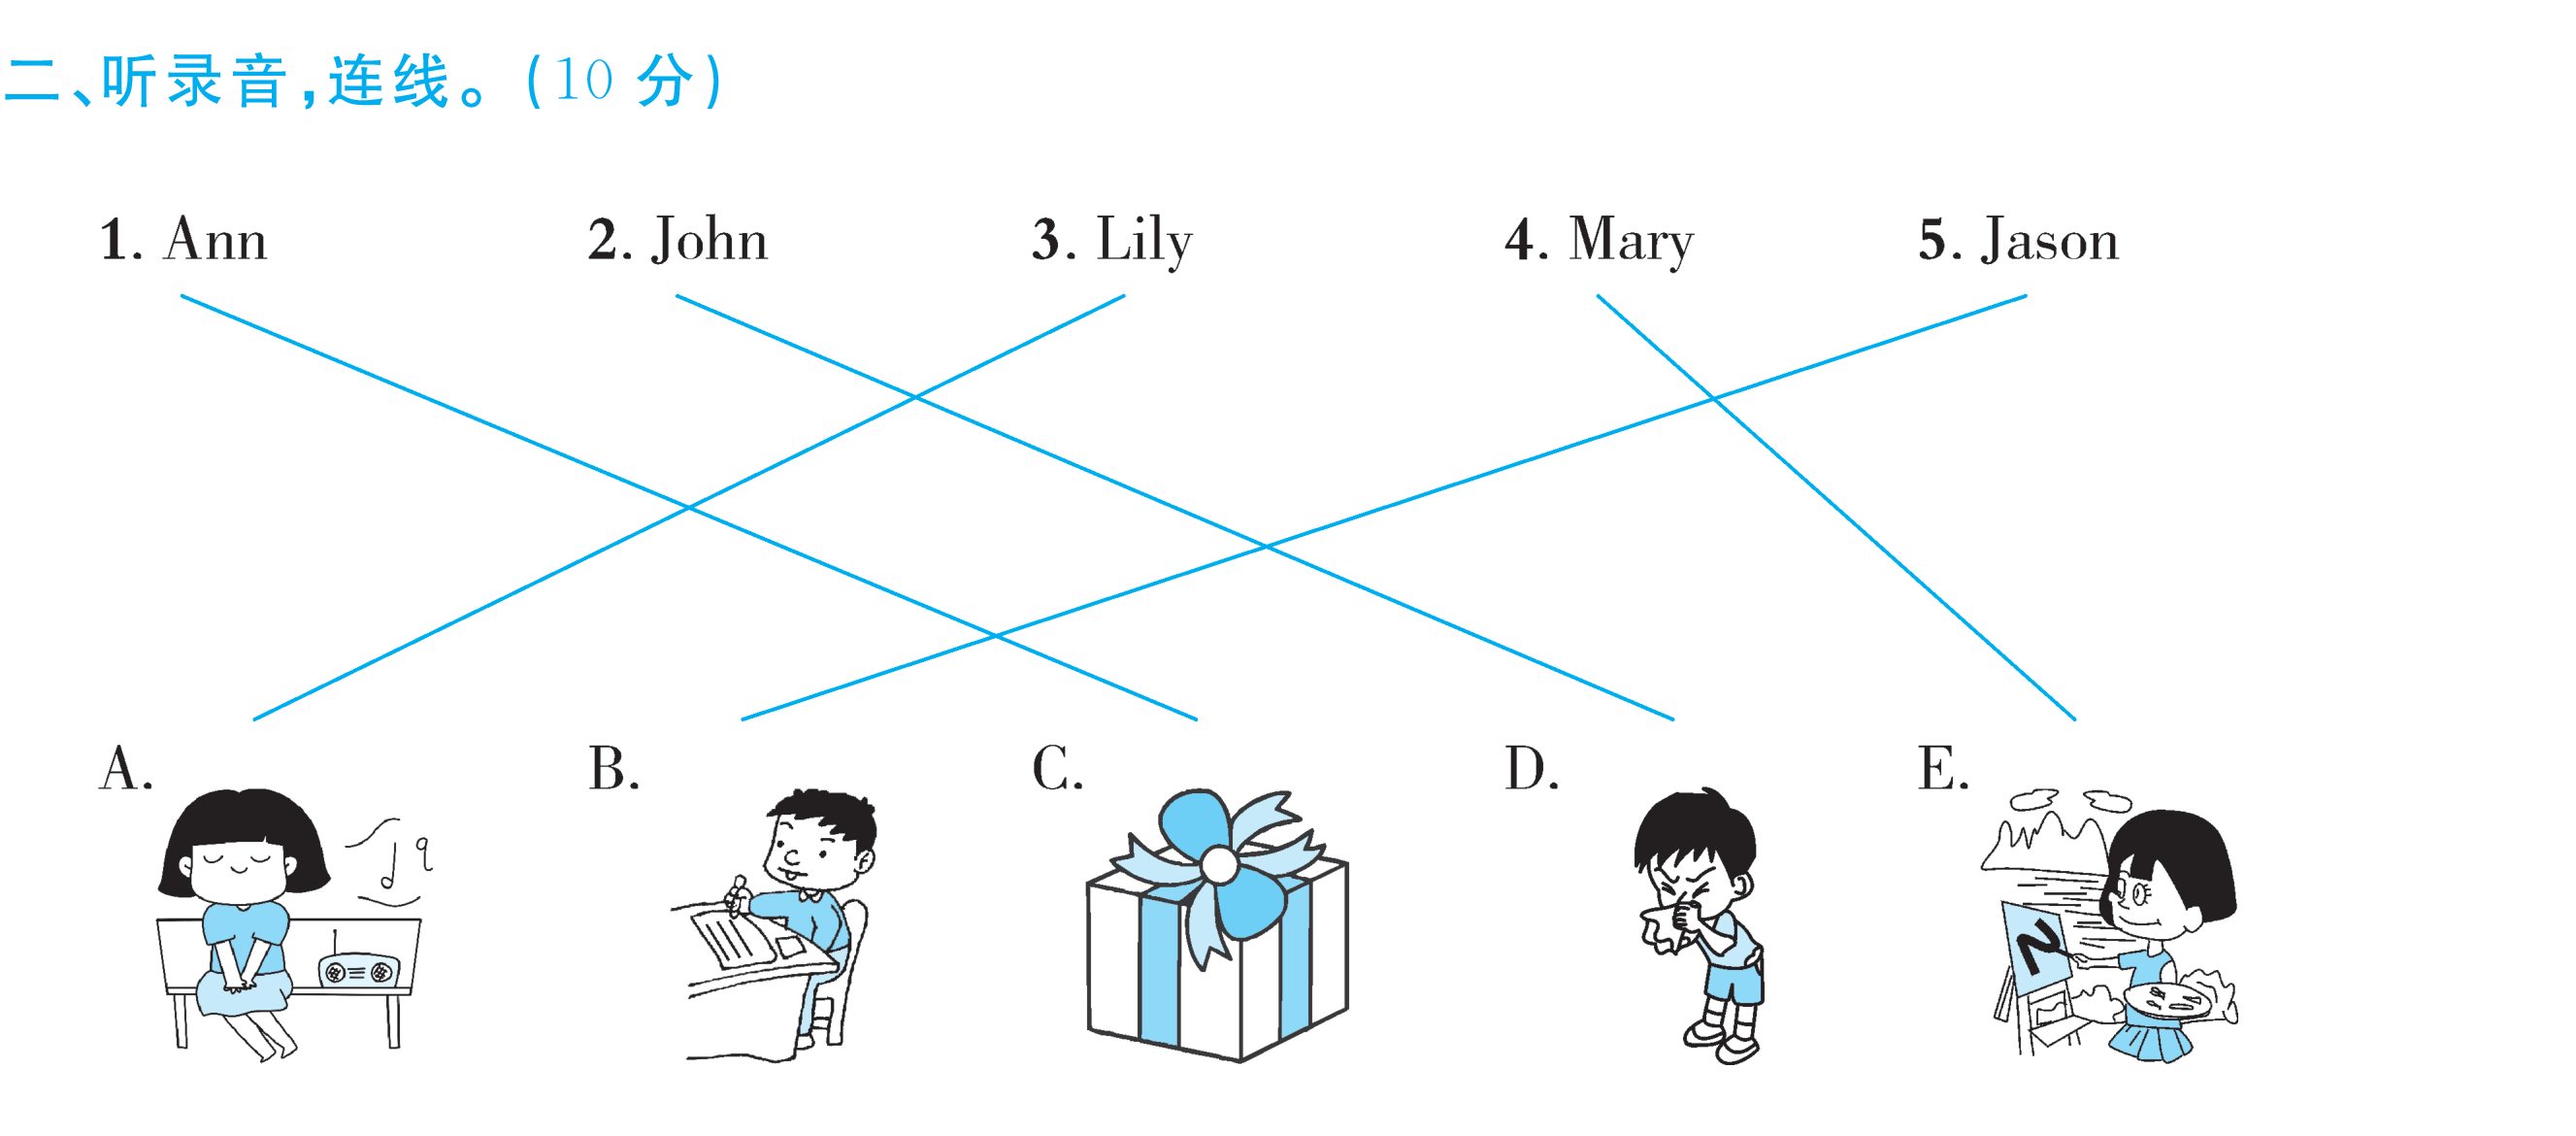 二、听录音,连线。(10 分)
1. Ann 2. John 3. Lily 4. Mary 5. Jason
A. B. C. D. E.